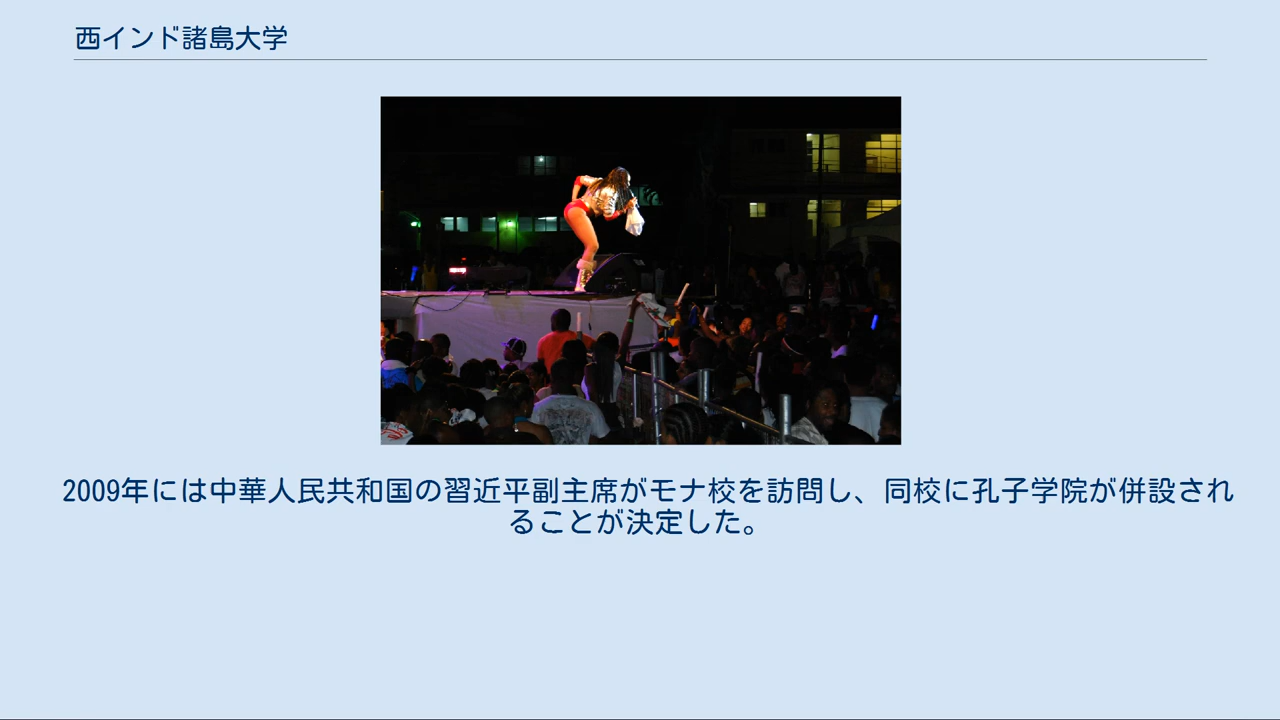 西インド諸島大学
2009年には中華人民共和国の習近平副主席がモナ校を訪問し、同校に孔子学院が併設され
ることが決定した。